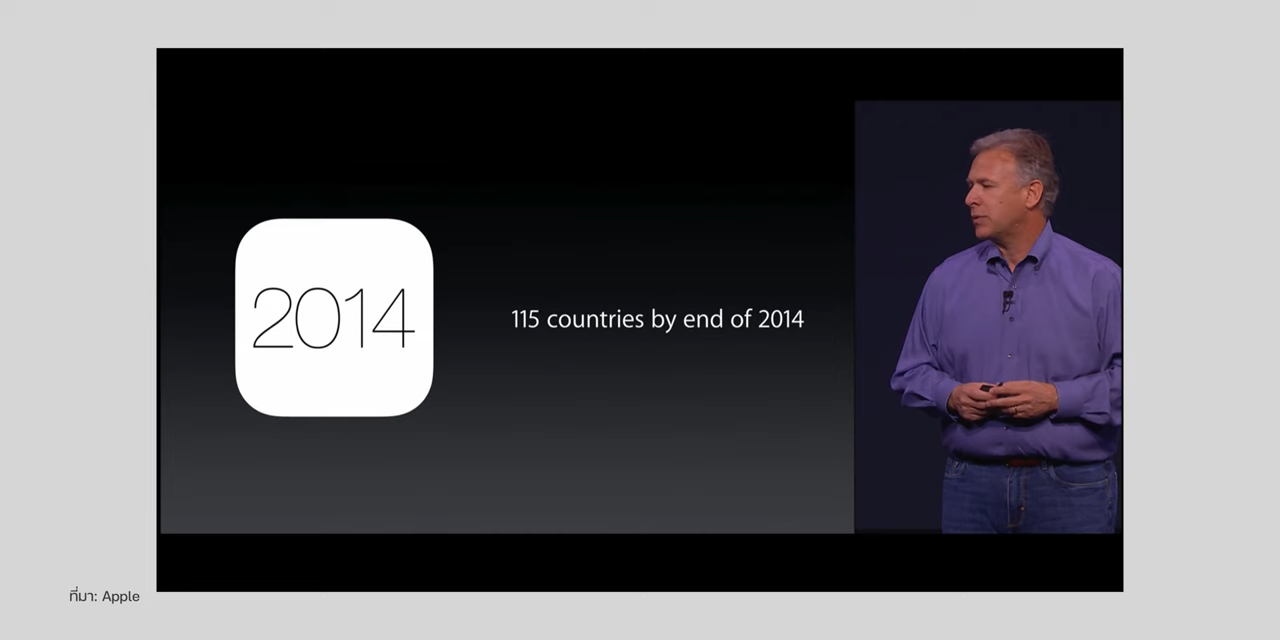 2014
115 countries by end of 2014
ที่มา: Apple